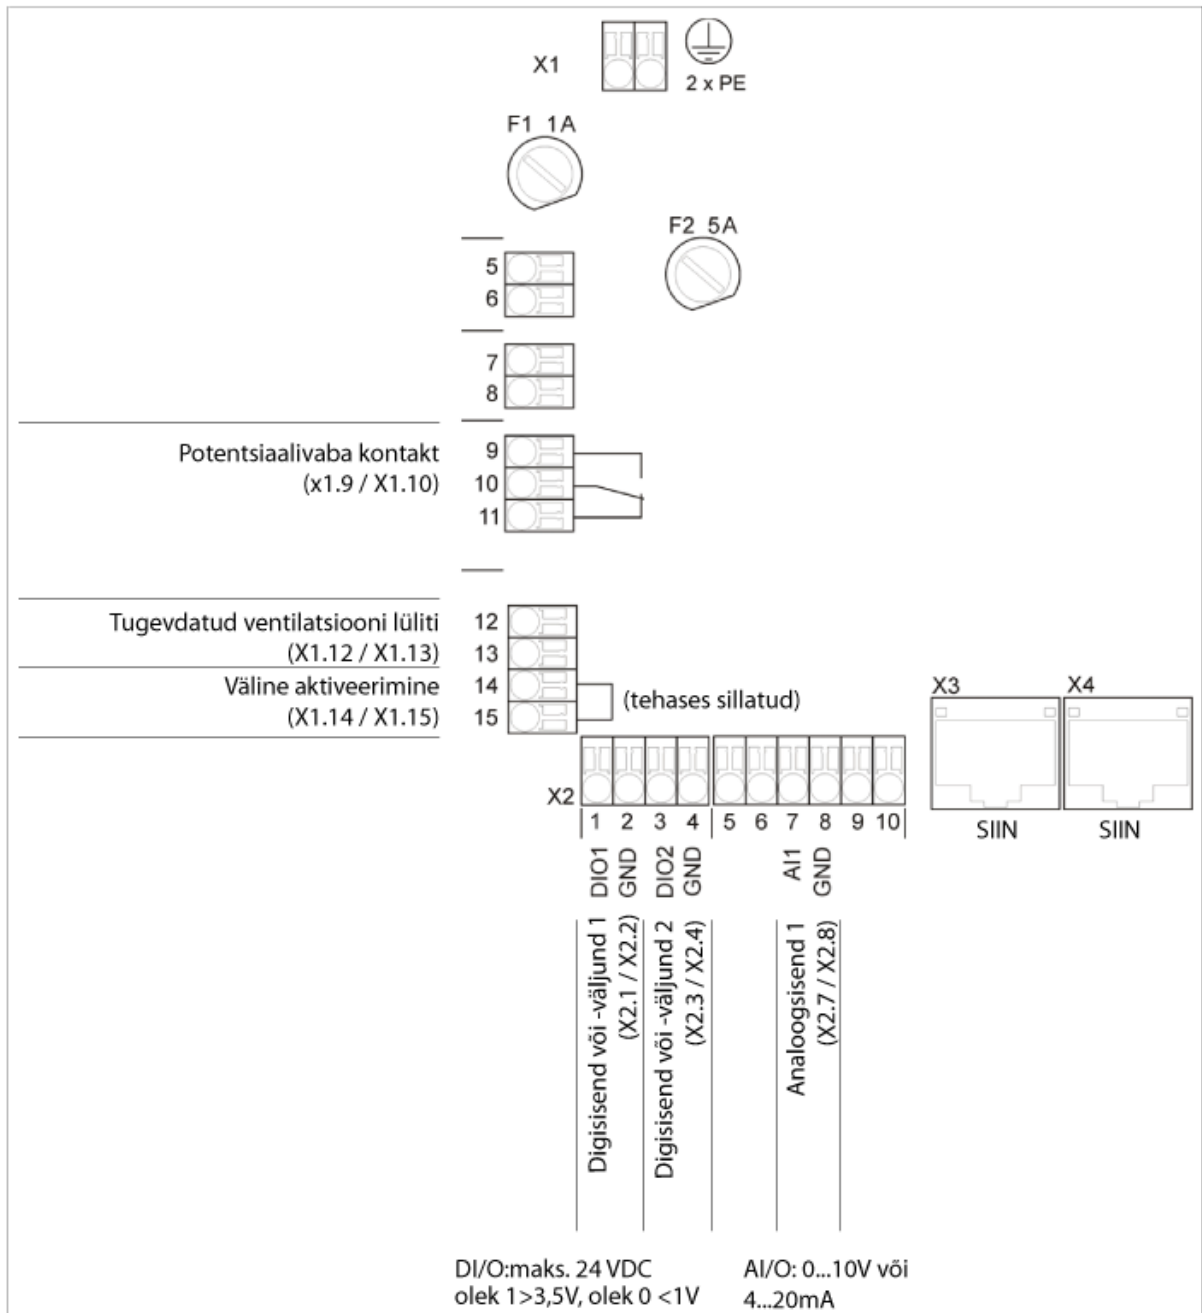 X1
2 x PE
F1 1A
F2 5A
5
6
7
8
Potentsiaalivaba kontakt
(x1.9 / X1.10)
9
10
11
Tugevdatud ventilatsiooni lüliti
(X1.12 / X1.13)
12
13
Väline aktiveerimine
(X1.14 / X1.15)
14
15
(tehases sillatud)
X3
X4
SIIN
SIIN
X2
1 2 3 4 5 6 7 8 9 10
DIO1
GND
DIO2
GND
AI1
GND
Digisisend või -väljund 1
(X2.1 / X2.2)
Digisisend või -väljund 2
(X2.3 / X2.4)
Analoogsisend 1
(X2.7 / X2.8)
DI/O:maks. 24 VDC
olek 1>3,5V, olek 0 <1V
AI/O: 0...10V või
4...20mA